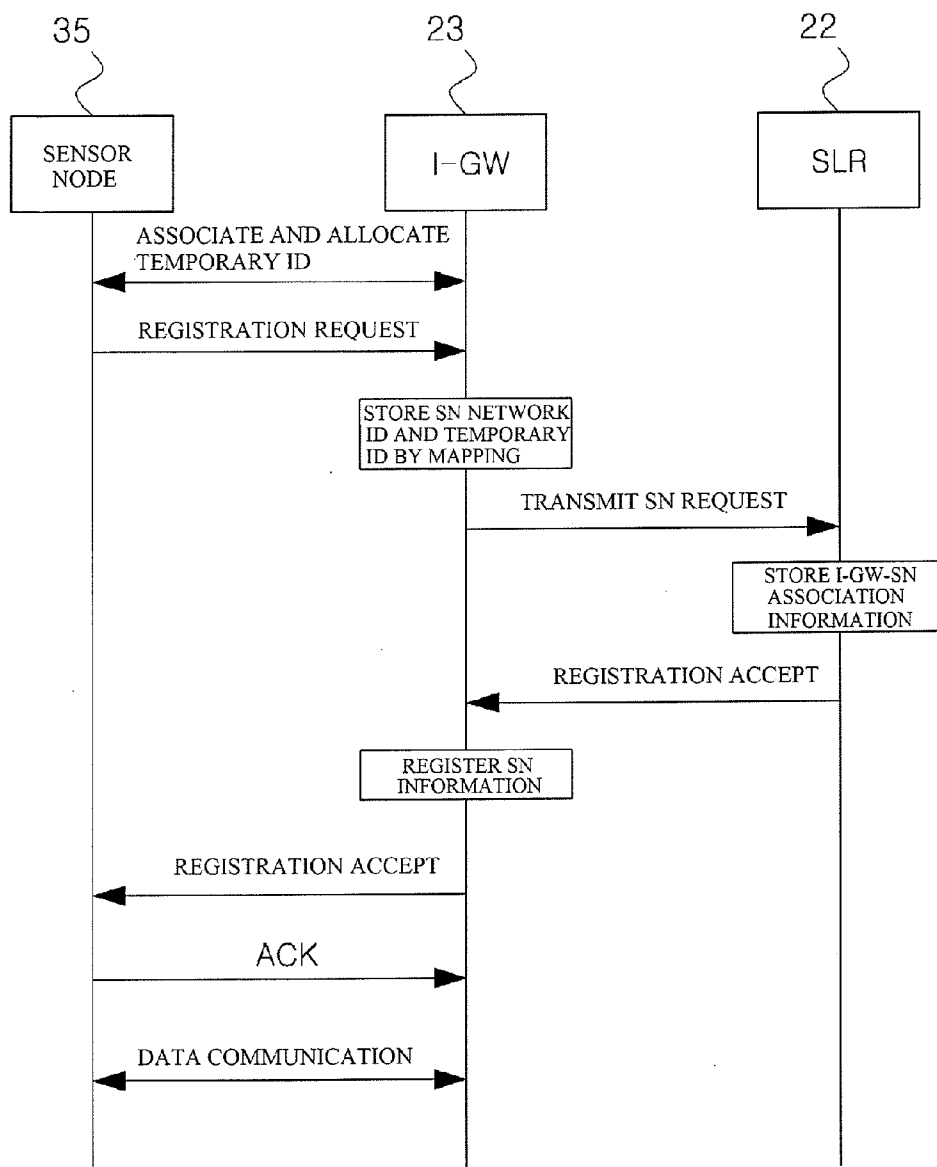 35
23
22
SENSOR
NODE
I-GW
SLR
ASSOCIATE AND ALLOCATE
TEMPORARY ID
REGISTRATION REQUEST
STORE SN NETWORK
ID AND TEMPORARY
ID BY MAPPING
TRANSMIT SN REQUEST
STORE I-GW-SN
ASSOCIATION
INFORMATION
REGISTRATION ACCEPT
REGISTER SN
INFORMATION
REGISTRATION ACCEPT
ACK
DATA COMMUNICATION